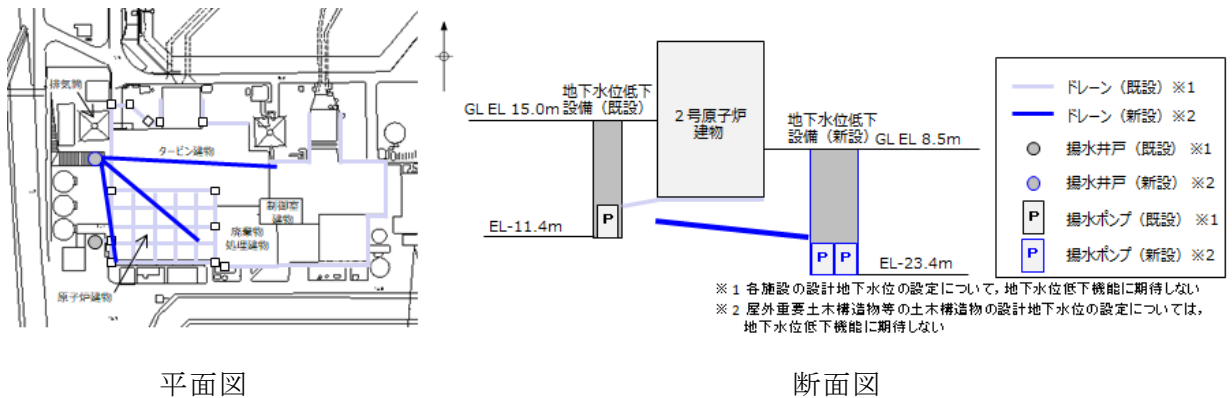 排気筒
タービン建物
制御室
建物
廃棄物
処理建物
原子炉建物
平面図
地下水位低下
設備（既設）
GL EL 15.0m
２号原子炉
建物
地下水位低下
設備（新設）
GL EL 8.5m
P
EL-11.4m
P P
EL-23.4m
ドレーン（既設）※1
ドレーン（新設）※2
揚水井戸（既設）※1
揚水井戸（新設）※2
P 揚水ポンプ（既設）※1
P 揚水ポンプ（新設）※2
※１ 各施設の設計地下水位の設定について，地下水位低下機能に期待しない
※２ 屋外重要土木構造物等の土木構造物の設計地下水位の設定については，
地下水位低下機能に期待しない
断面図